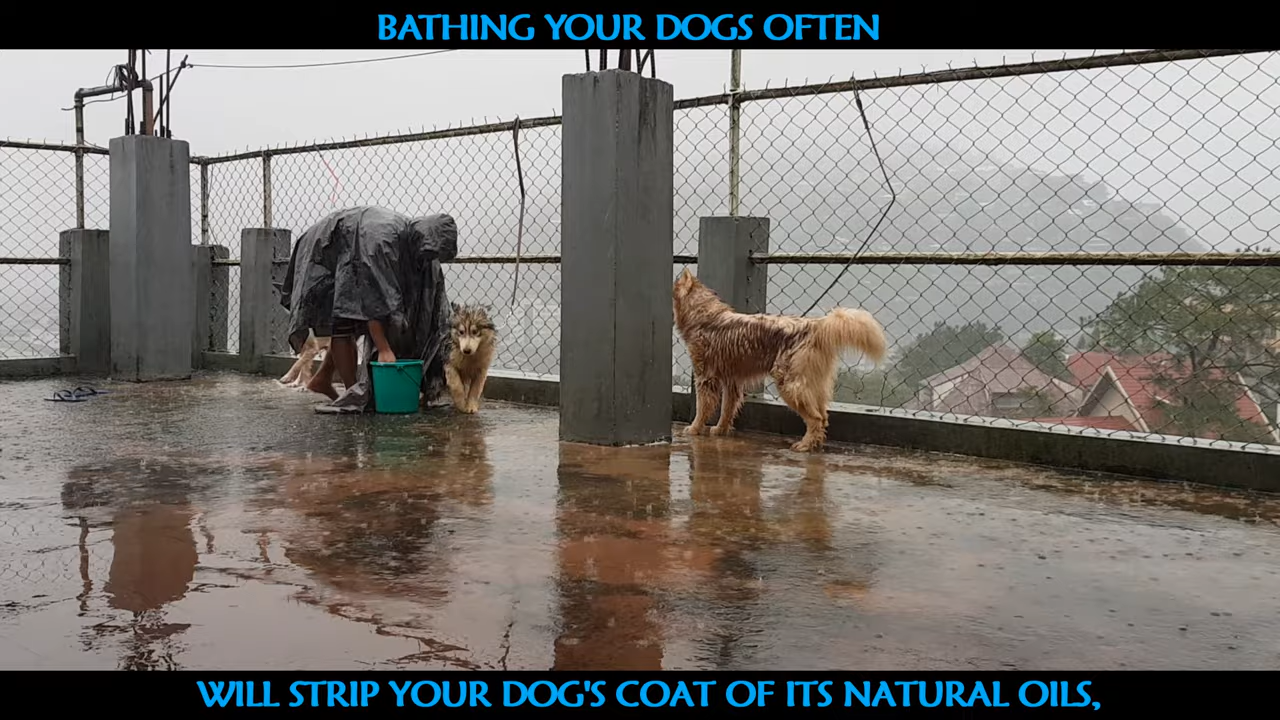 BATHING YOUR DOGS OFTEN
WILL STRIP YOUR DOG'S COAT OF ITS NATURAL OILS,